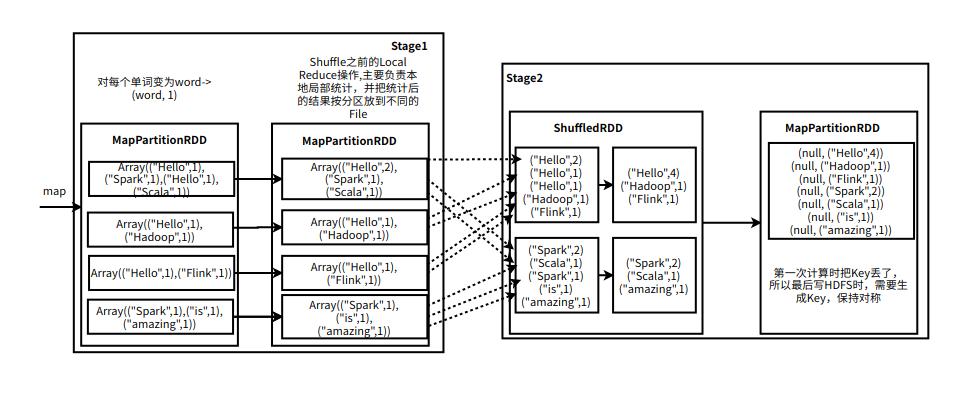 map
Stage1
对每个单词变为word->
(word, 1)
Shuffle之前的Local
Reduce操作,主要负责本
地局部统计，并把统计后
的结果按分区放到不同的
File
MapPartitionRDD
Array(("Hello",1),
("Spark",1),("Hello",1),
("Scala",1))
Array(("Hello",1),
("Hadoop",1))
Array(("Hello",1),("Flink",1))
Array(("Spark",1),("is",1),
("amazing",1))
MapPartitionRDD
Array(("Hello",2),
("Spark",1),
("Scala",1))
Array(("Hello",1),
("Hadoop",1))
Array(("Hello",1),
("Flink",1))
Array(("Spark",1),
("is",1),
("amazing",1))
Stage2
ShuffledRDD
("Hello",2)
("Hello",1)
("Hello",1)
("Hadoop",1)
("Flink",1)
("Hello",4)
("Hadoop",1)
("Flink",1)
("Spark",2)
("Scala",1)
("Spark",1)
("is",1)
("amazing",1)
("Spark",2)
("Scala",1)
("amazing",1)
MapPartitionRDD
(null, ("Hello",4))
(null, ("Hadoop",1))
(null, ("Flink",1))
(null, ("Spark",2))
(null, ("Scala",1))
(null, ("is",1))
(null, ("amazing",1))
第一次计算时把Key丢了，
所以最后写HDFS时，需要生
成Key，保持对称